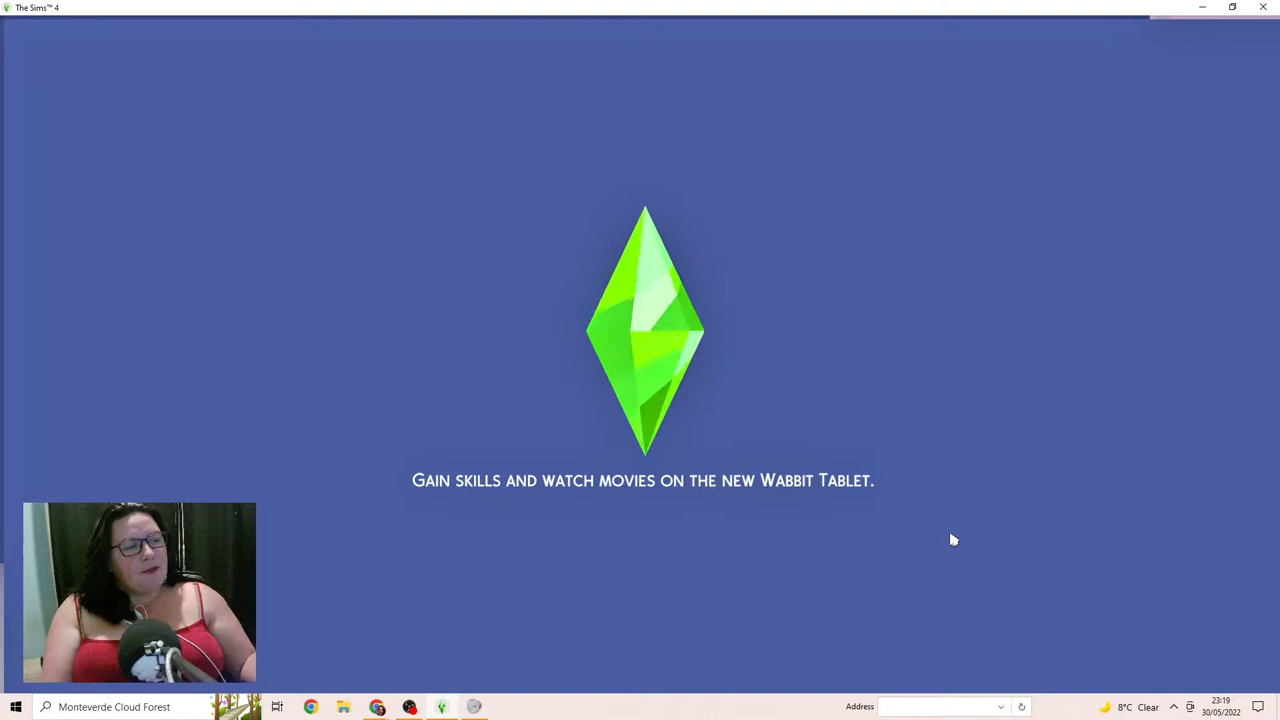 The Sims™ 4
Gain skills and watch movies on the new Wabbit Tablet.
Monteverde Cloud Forest
Address
8°C Clear
23:19
30/05/2022